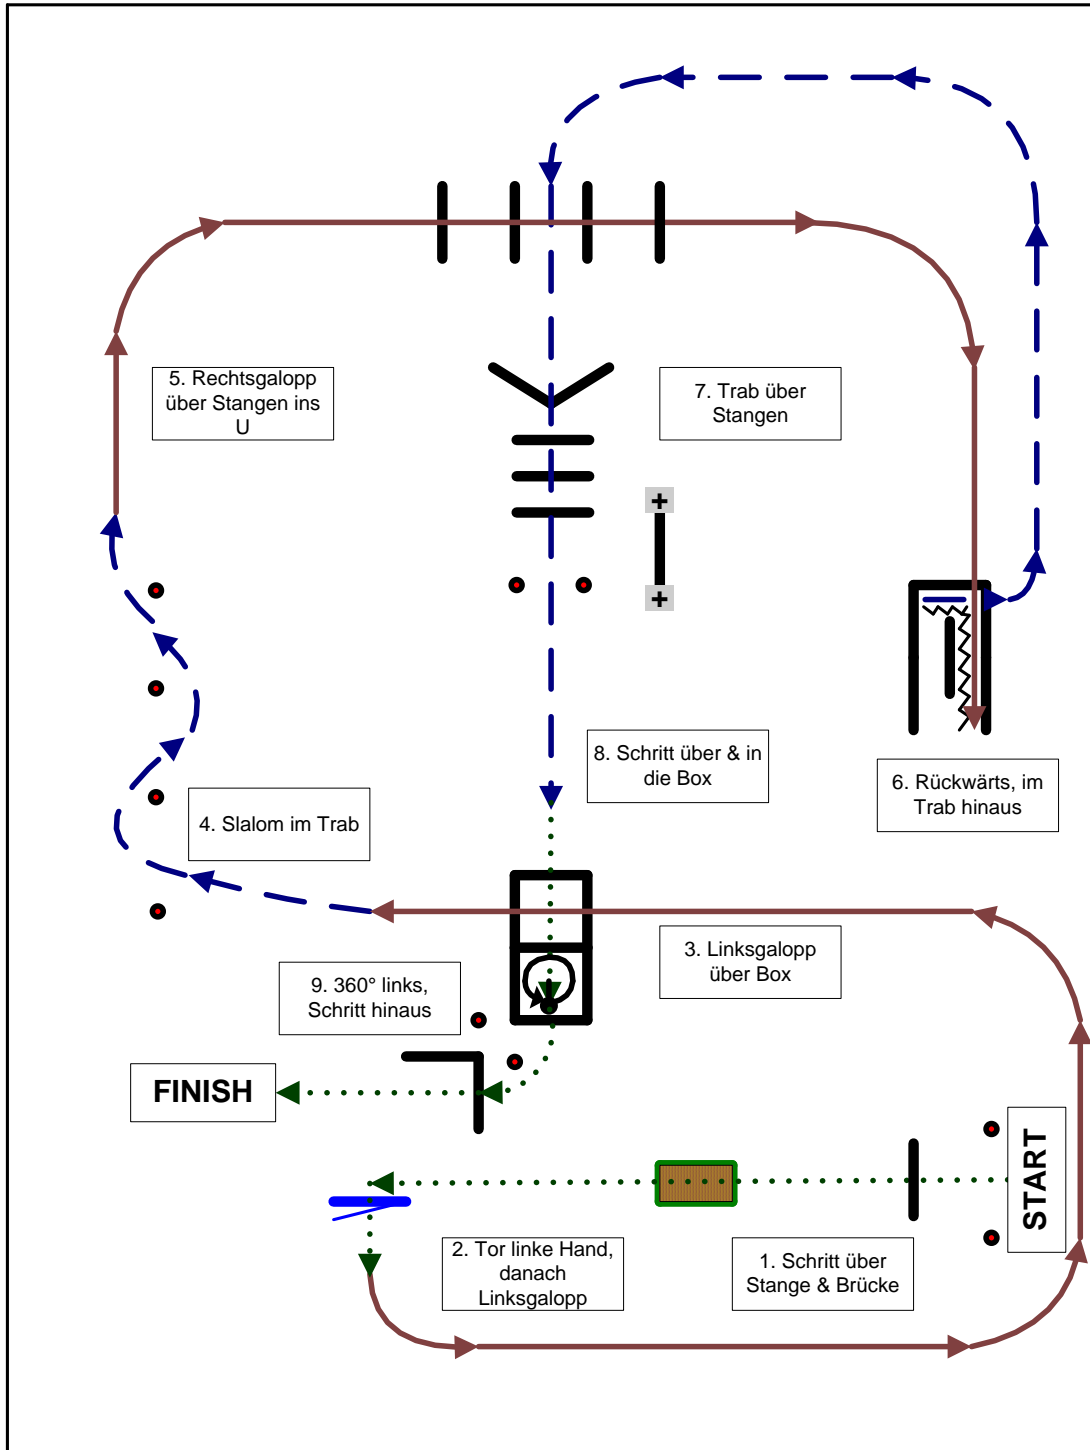 5. Rechtsgalopp
über Stangen ins
U
7. Trab über
Stangen
+
+
8. Schritt über & in
die Box
6. Rückwärts, im
Trab hinaus
4. Slalom im Trab
3. Linksgalopp
über Box
9. 360° links,
Schritt hinaus
FINISH
START
2. Tor linke Hand,
danach
Linksgalopp
1. Schritt über
Stange & Brücke